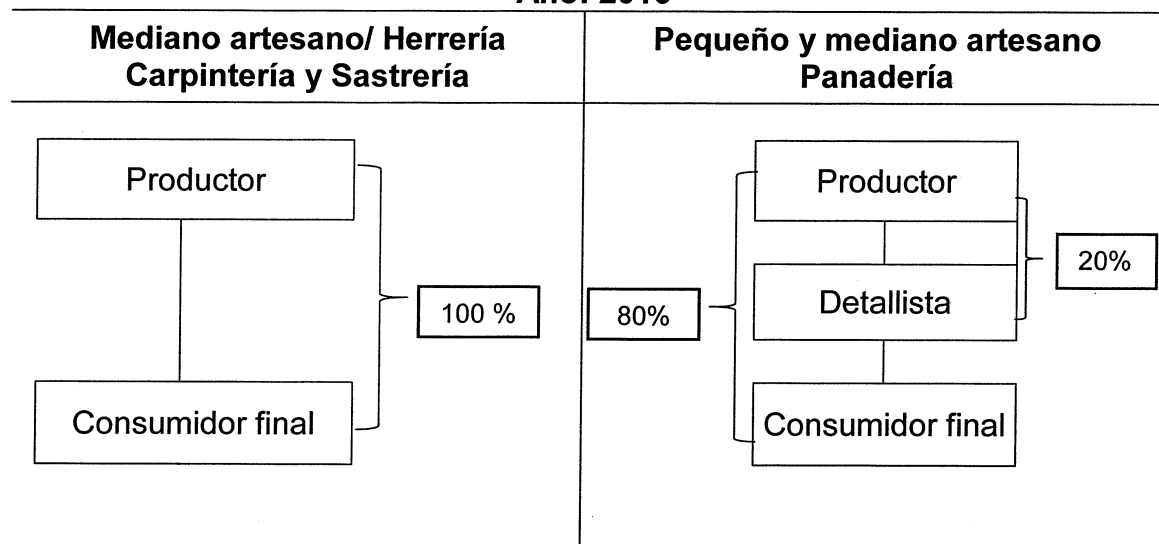 Mediano artesano/ Herrería
Carpintería y Sastrería
Productor
100 %
Consumidor final
Pequeño y mediano artesano
Panadería
Productor
20%
Detallista
80%
Consumidor final